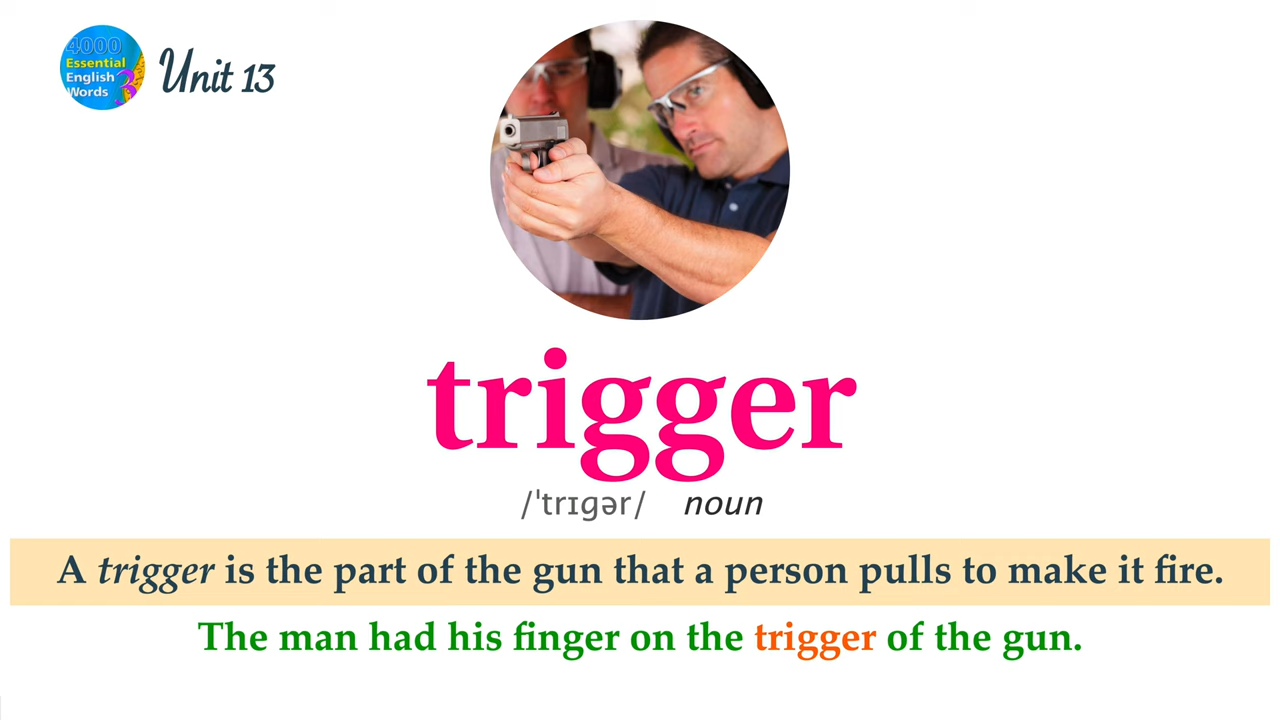 4000
Essential
English
Words 3
Unit 13
trigger
/ˈtrɪɡər/ noun
A trigger is the part of the gun that a person pulls to make it fire.
The man had his finger on the trigger of the gun.